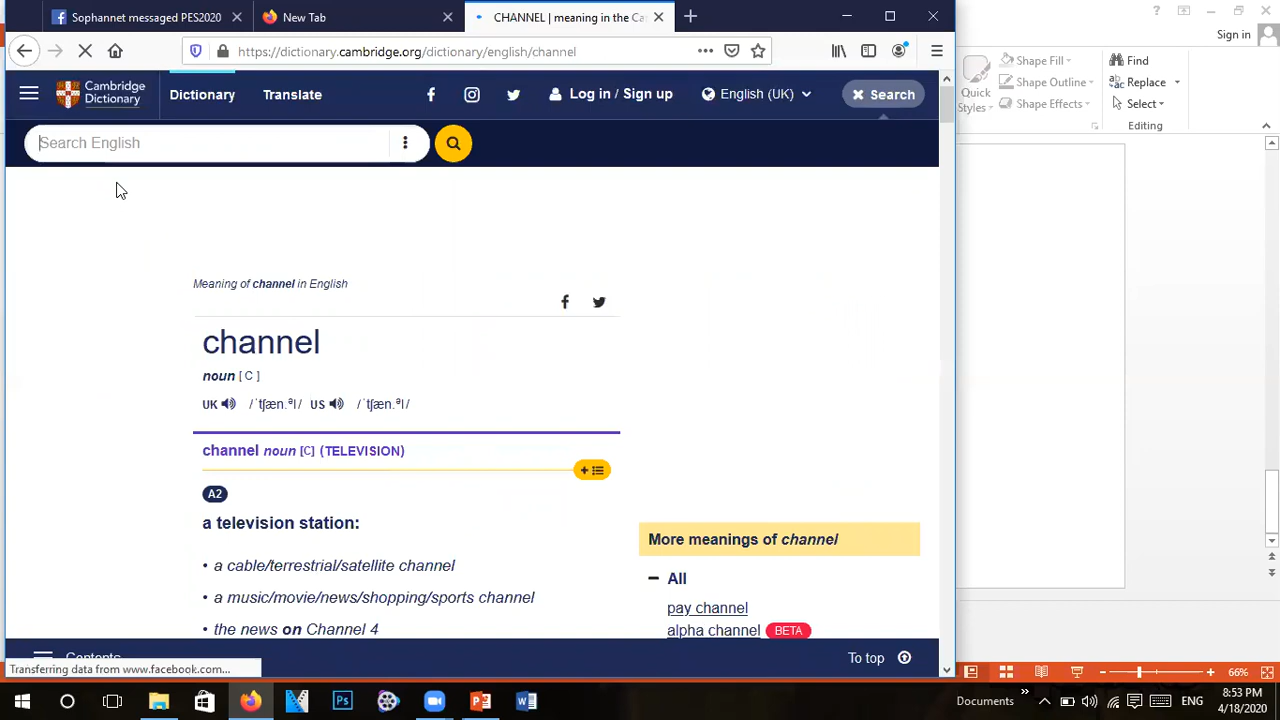 Sophannet messaged PES2020
New Tab
CHANNEL | meaning in the Ca
https://dictionary.cambridge.org/dictionary/english/channel
Cambridge
Dictionary
Dictionary
Translate
Log in / Sign up
English (UK)
Search
Search English
Meaning of channel in English
channel
noun [ C ]
UK /ˈtʃæn.ᵊl/ US /ˈtʃæn.ᵊl/
channel noun [C] (TELEVISION)
A2
a television station:
• a cable/terrestrial/satellite channel
• a music/movie/news/shopping/sports channel
• the news on Channel 4
More meanings of channel
All
pay channel
alpha channel BETA
Contents
To top
Transferring data from www.facebook.com...
Sign in
Quick
Styles
Shape Fill
Shape Outline
Shape Effects
Find
Replace
Select
Editing
66%
Documents
ENG
8:53 PM
4/18/2020